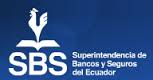 SBS
Superintendencia de
Bancos y Seguros
del Ecuador